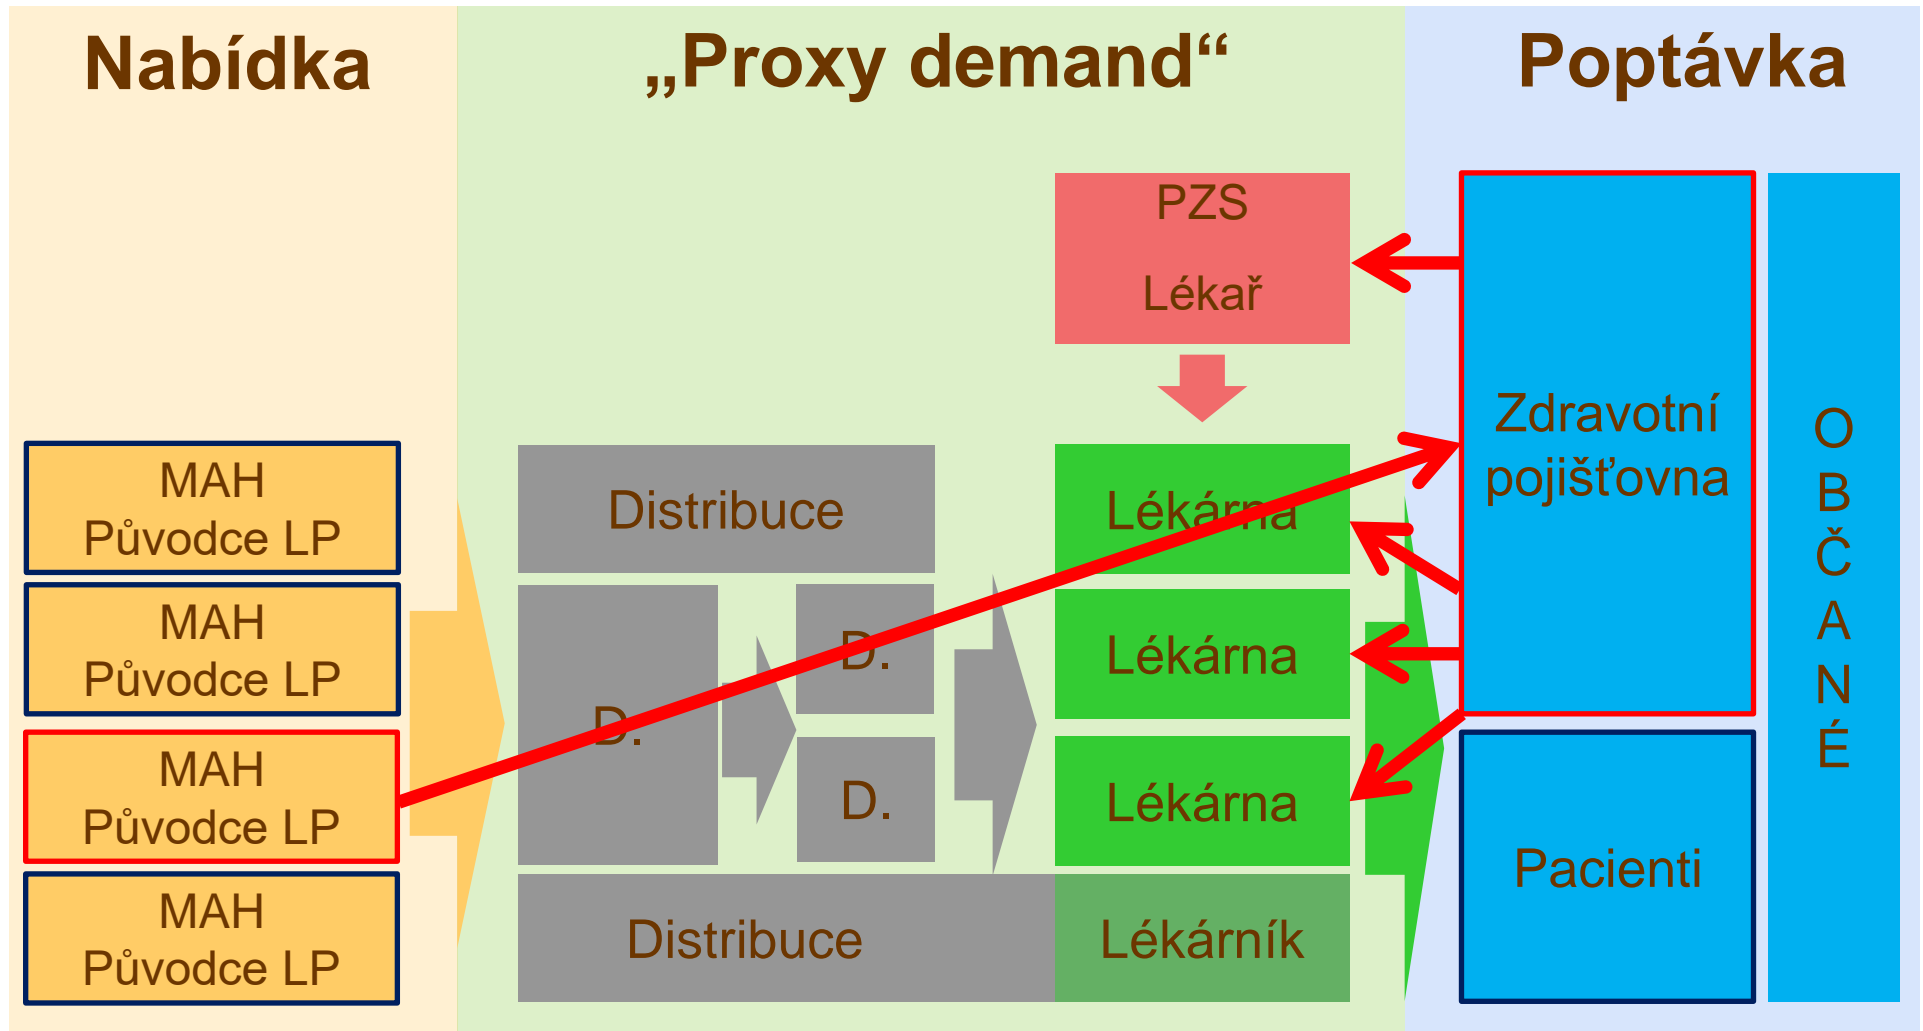 Nabídka
„Proxy demand“
Poptávka
MAH
Původce LP
MAH
Původce LP
MAH
Původce LP
MAH
Původce LP
Distribuce
D.
D.
D.
Distribuce
PZS
Lékař
Lékárna
Lékárna
Lékárna
Lékárník
Zdravotní
pojišťovna
Pacienti
O
B
Č
A
N
É